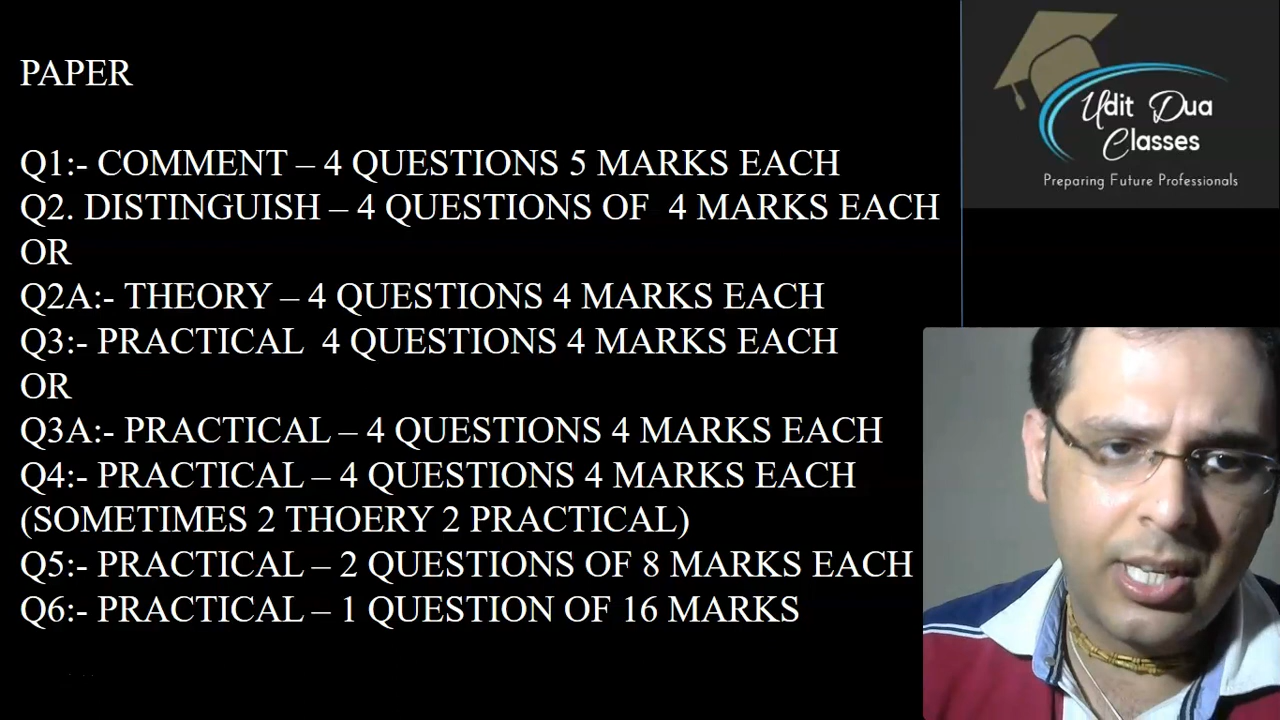 PAPER
Q1:- COMMENT – 4 QUESTIONS 5 MARKS EACH
Q2. DISTINGUISH – 4 QUESTIONS OF 4 MARKS EACH
OR
Q2A:- THEORY – 4 QUESTIONS 4 MARKS EACH
Q3:- PRACTICAL 4 QUESTIONS 4 MARKS EACH
OR
Q3A:- PRACTICAL – 4 QUESTIONS 4 MARKS EACH
Q4:- PRACTICAL – 4 QUESTIONS 4 MARKS EACH
(SOMETIMES 2 THOERY 2 PRACTICAL)
Q5:- PRACTICAL – 2 QUESTIONS OF 8 MARKS EACH
Q6:- PRACTICAL – 1 QUESTION OF 16 MARKS
Udit Dua
Classes
Preparing Future Professionals